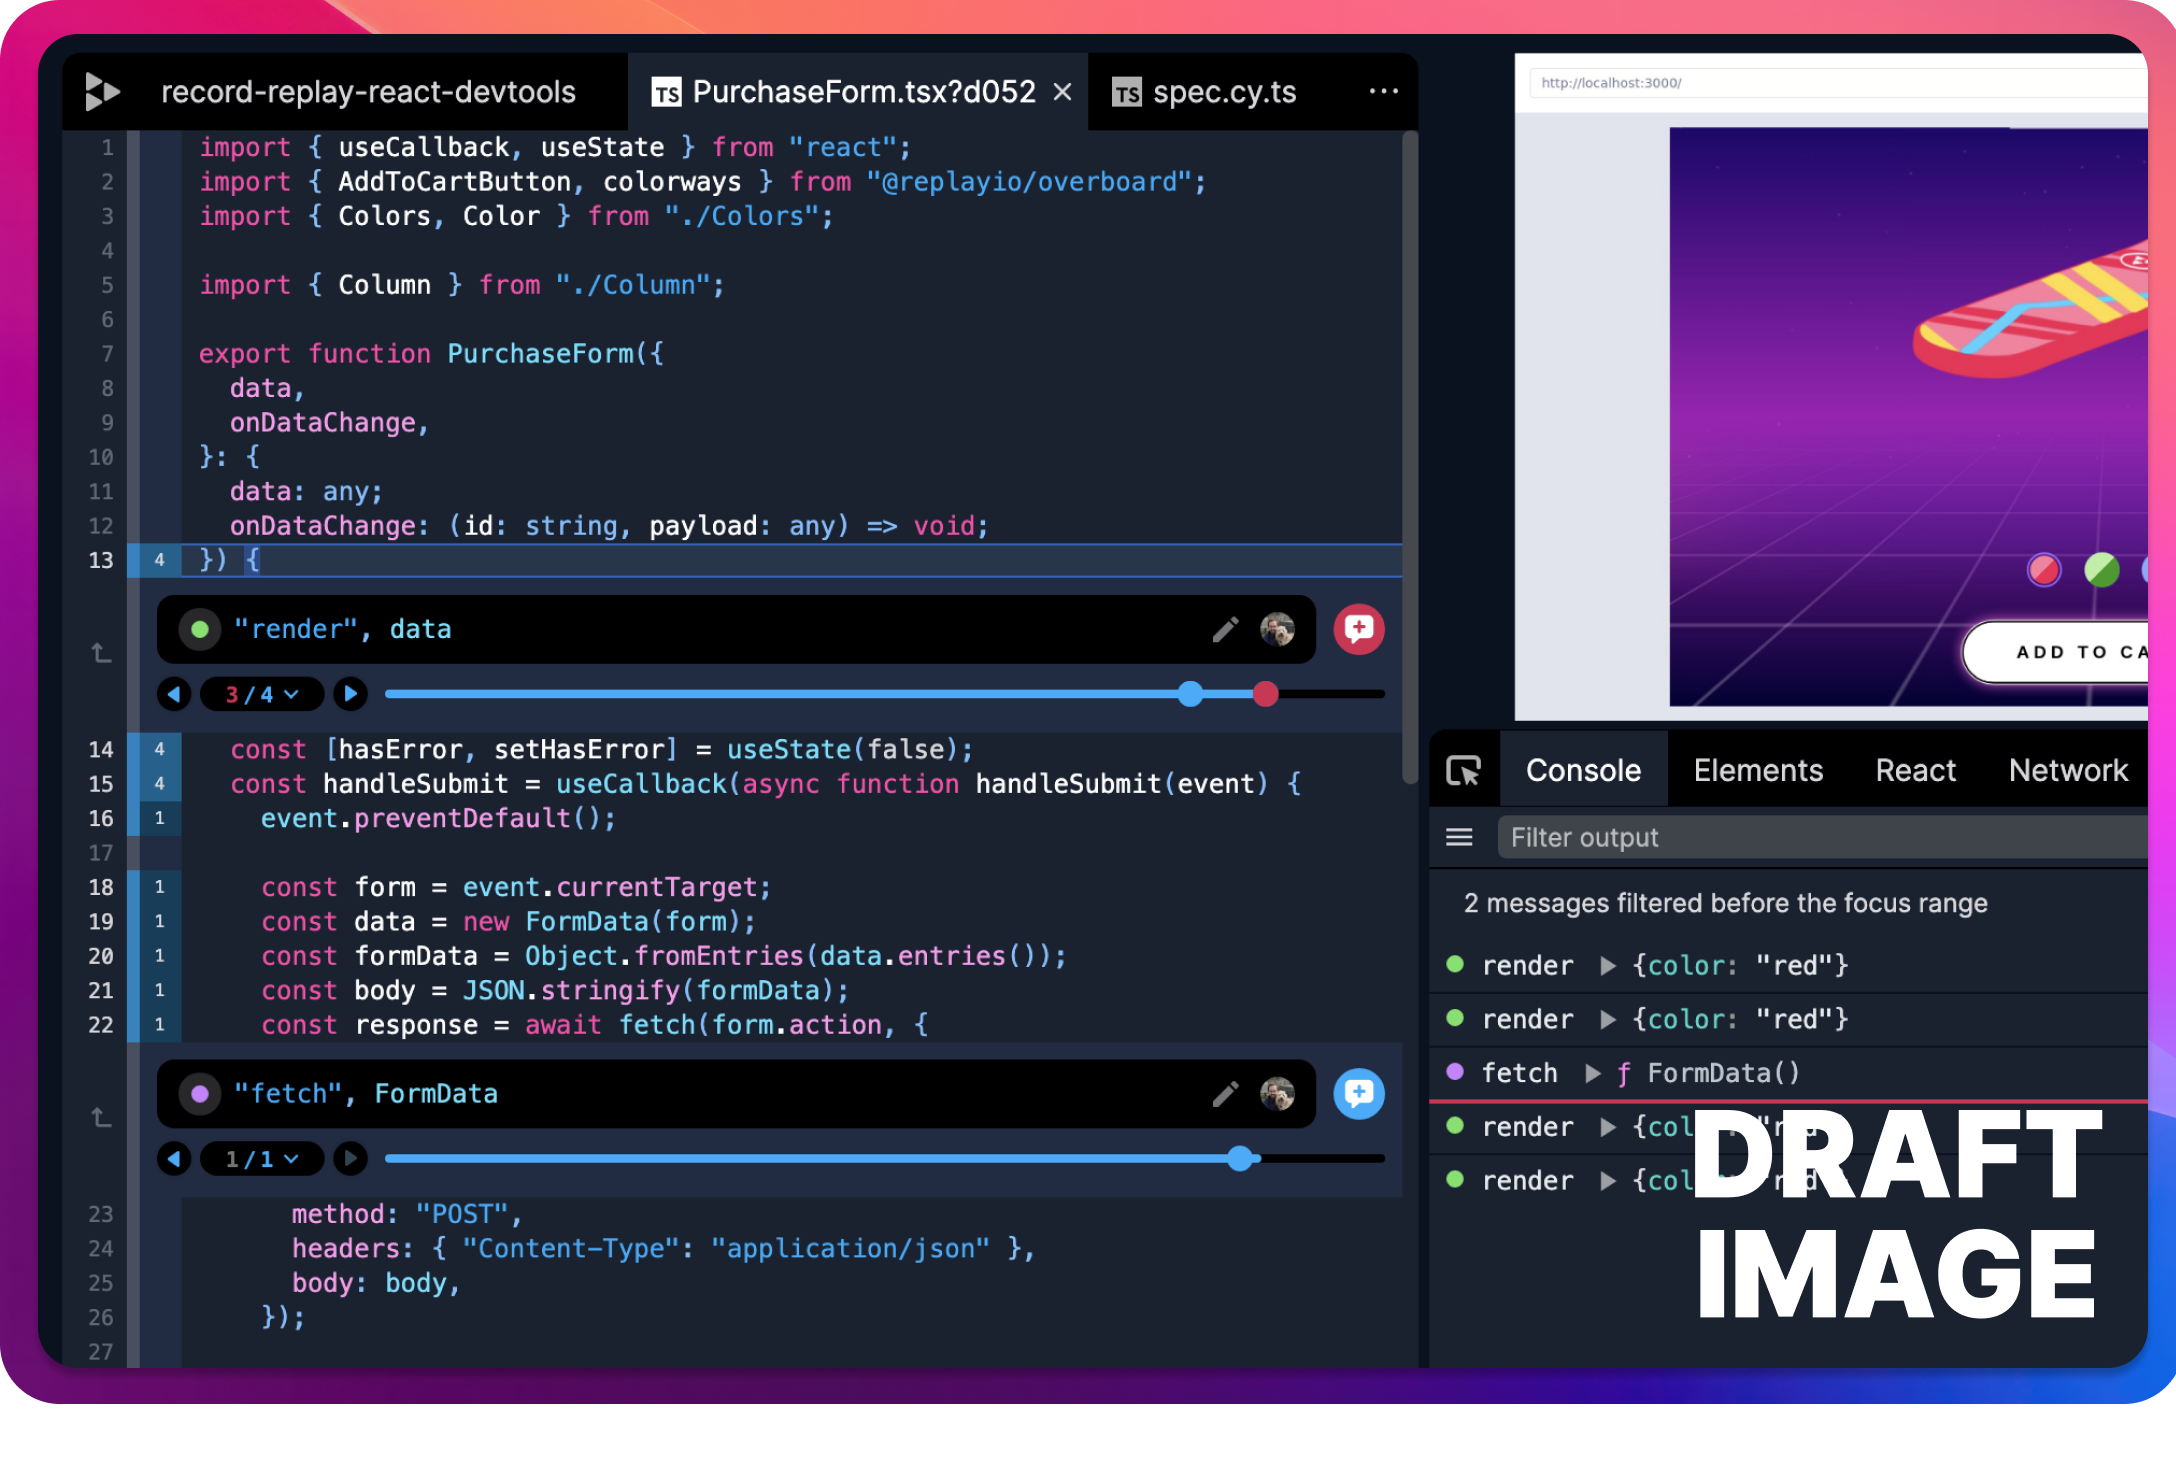 record-replay-react-devtools
TS PurchaseForm.tsx?d052
TS spec.cy.ts
1 import { useCallback, useState } from "react";
2 import { AddToCartButton, colorways } from "@replayio/overboard";
3 import { Colors, Color } from "./Colors";
4
5 import { Column } from "./Column";
6
7 export function PurchaseForm({
8 data,
9 onDataChange,
10 }: {
11 data: any;
12 onDataChange: (id: string, payload: any) => void;
13 4 }) {
"render", data
3/4
14 4 const [hasError, setHasError] = useState(false);
15 4 const handleSubmit = useCallback(async function handleSubmit(event) {
16 1 event.preventDefault();
17
18 1 const form = event.currentTarget;
19 1 const data = new FormData(form);
20 1 const formData = Object.fromEntries(data.entries());
21 1 const body = JSON.stringify(formData);
22 1 const response = await fetch(form.action, {
"fetch", FormData
1/1
23 method: "POST",
24 headers: { "Content-Type": "application/json" },
25 body: body,
26 });
27
http://localhost:3000/
ADD TO CA
Console Elements React Network
Filter output
2 messages filtered before the focus range
render {color: "red"}
render {color: "red"}
fetch ƒ FormData()
render {col
render {col
DRAFT
IMAGE